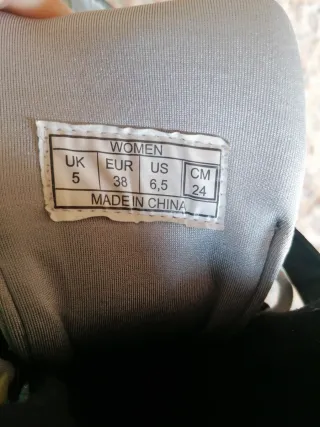 WOMEN
UK EUR US CM
5 38 6,5 24
MADE IN CHINA